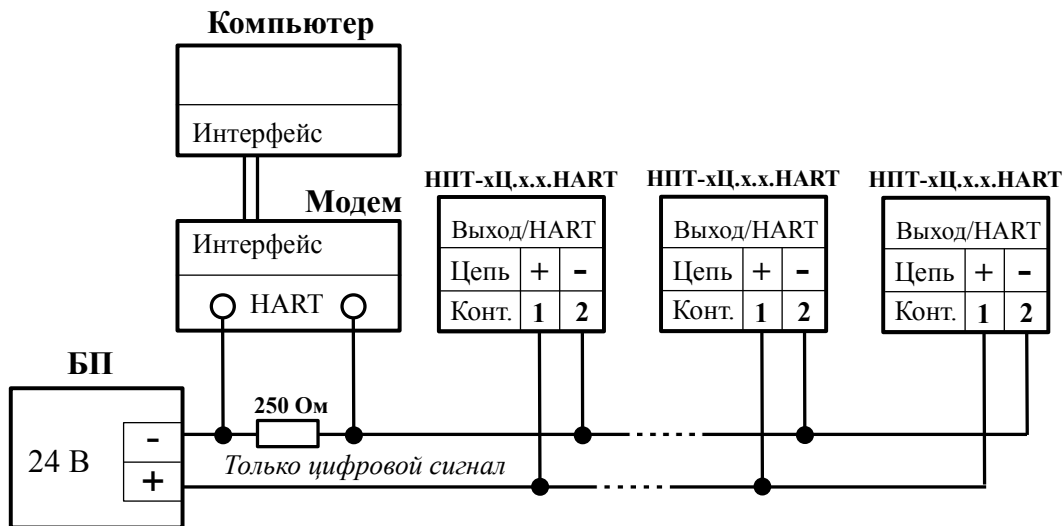 Компьютер
Интерфейс
Модем
Интерфейс
HART
НПТ-хЦ.х.х.HART
Выход/HART
Цепь + -
Конт. 1 2
НПТ-хЦ.х.х.HART
Выход/HART
Цепь + -
Конт. 1 2
НПТ-хЦ.х.х.HART
Выход/HART
Цепь + -
Конт. 1 2
БП
24 В
-
+
250 Ом
Только цифровой сигнал